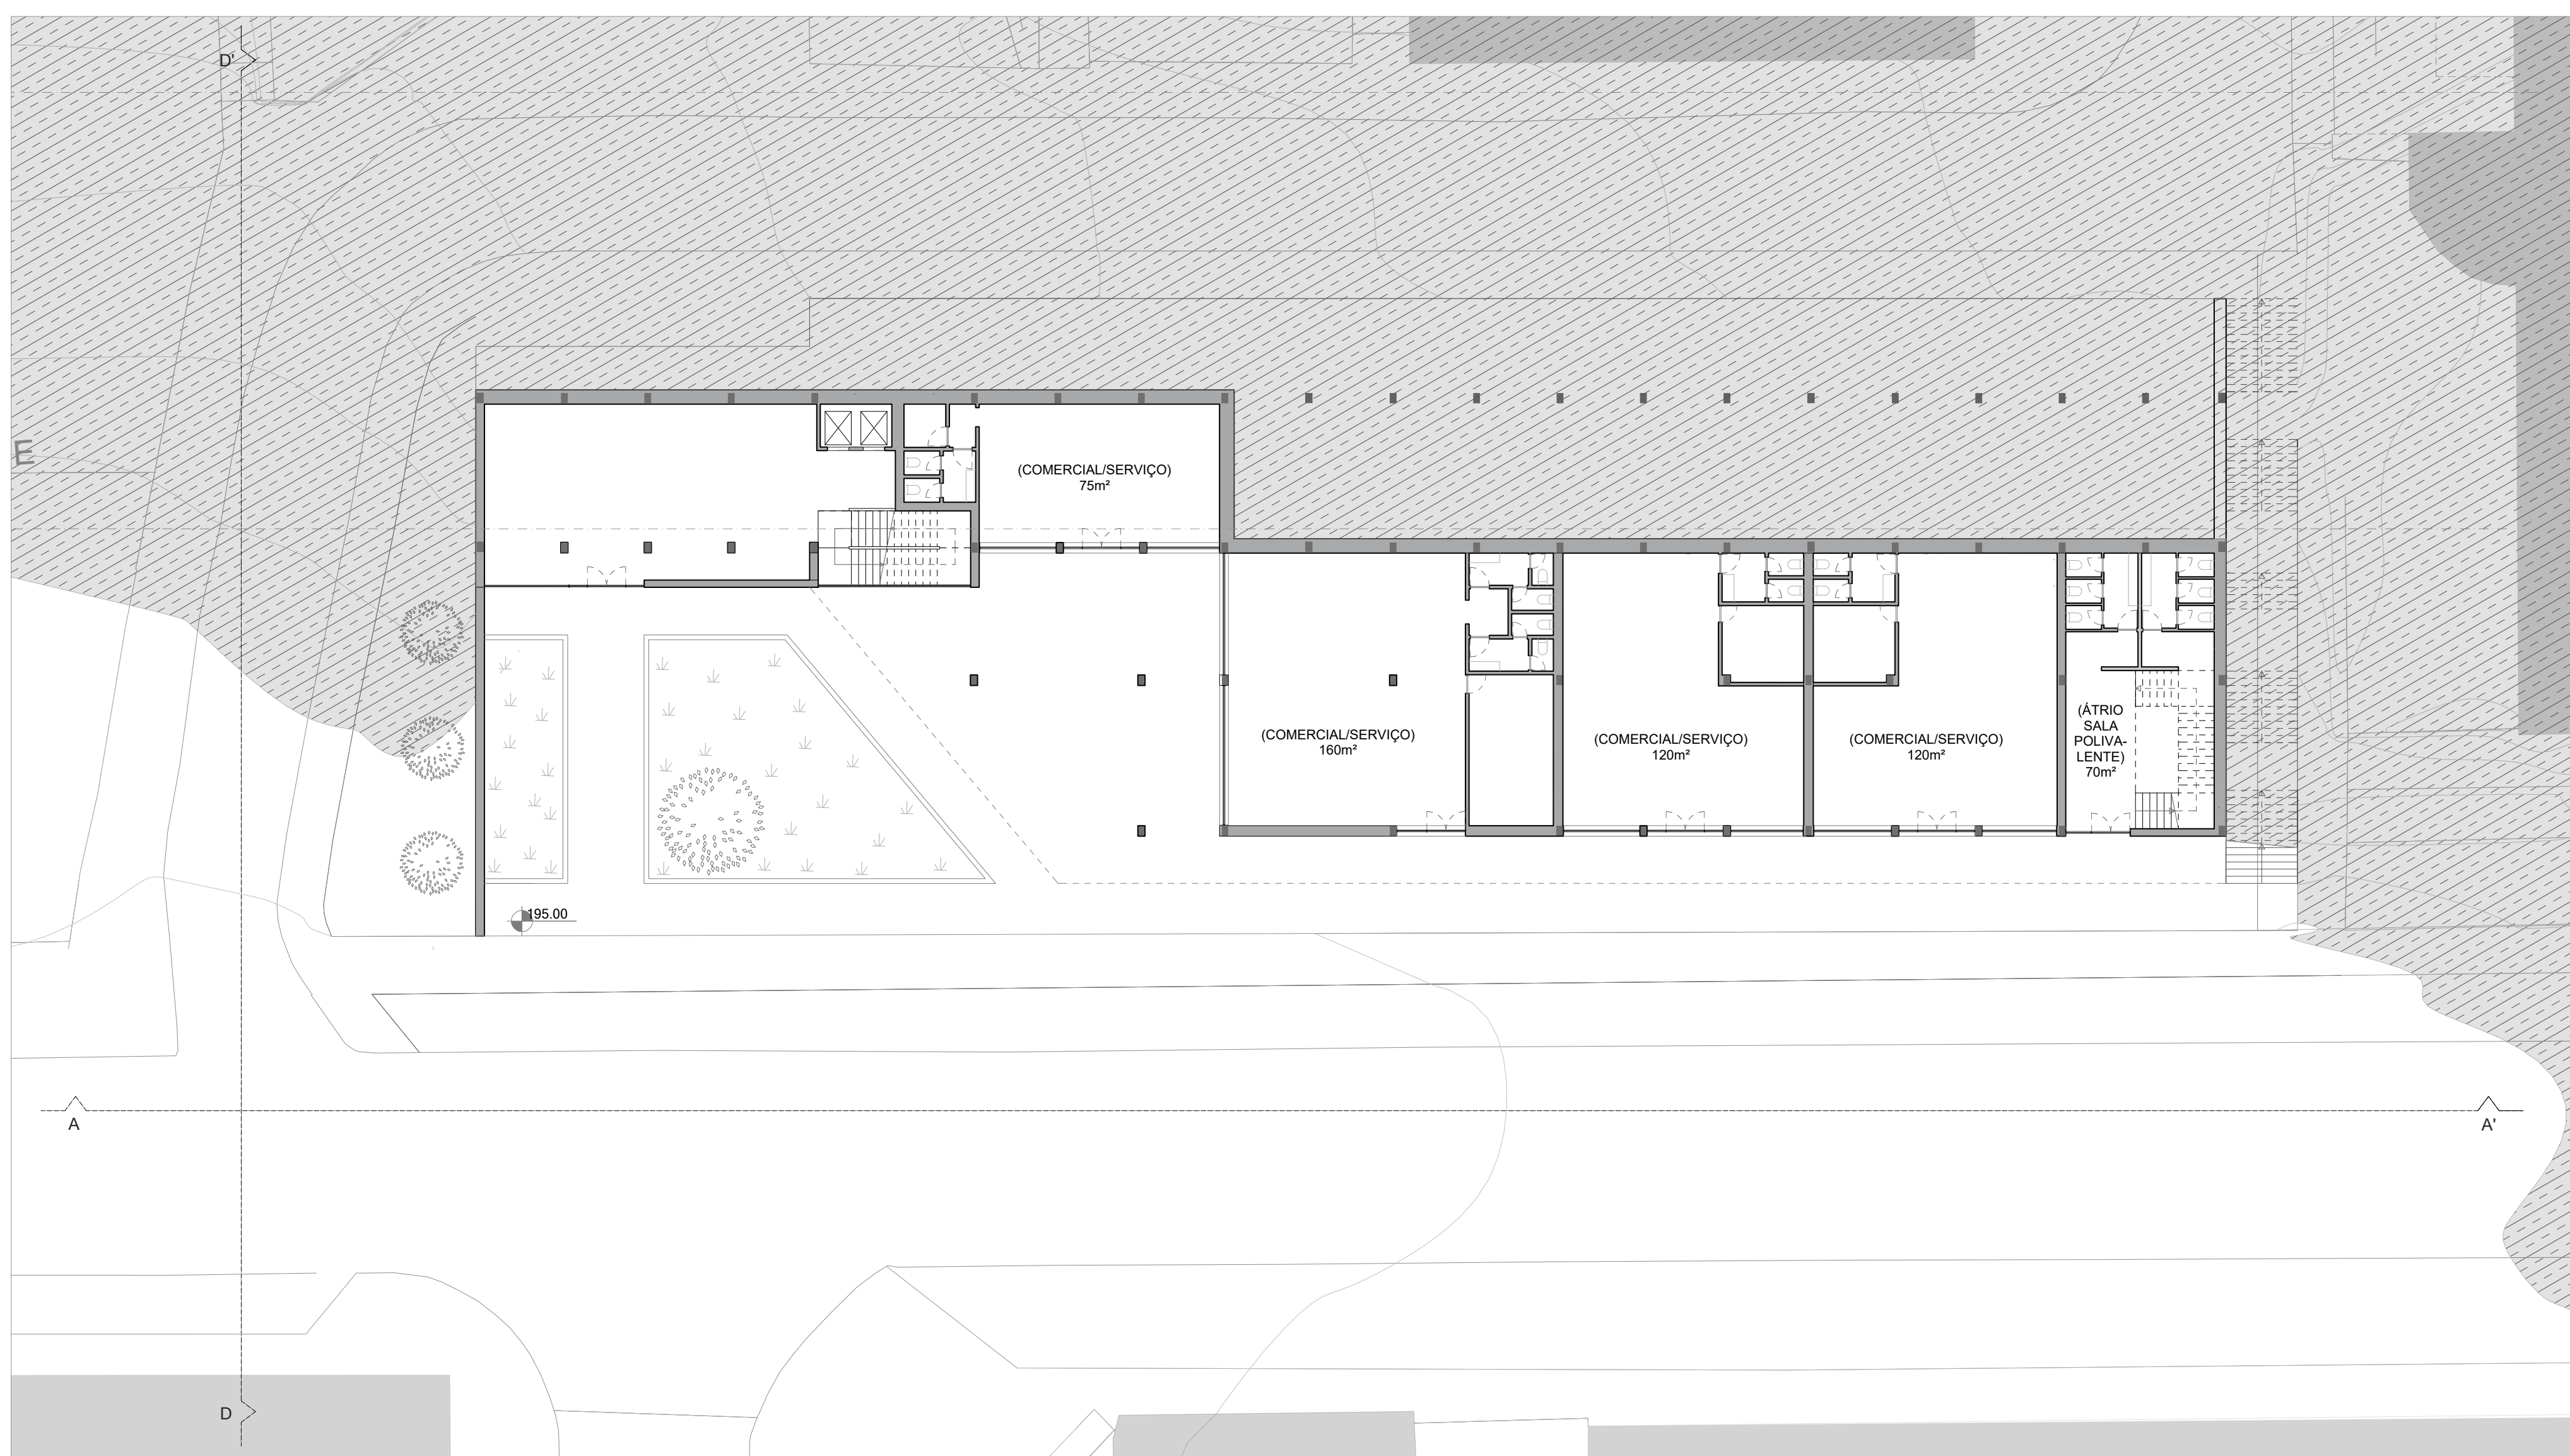 D'
E
(COMERCIAL/SERVIÇO)
75m²
(COMERCIAL/SERVIÇO)
160m²
(COMERCIAL/SERVIÇO)
120m²
(COMERCIAL/SERVIÇO)
120m²
(ÁTRIO
SALA
POLIVA-
LENTE)
70m²
195.00
A
A'
D